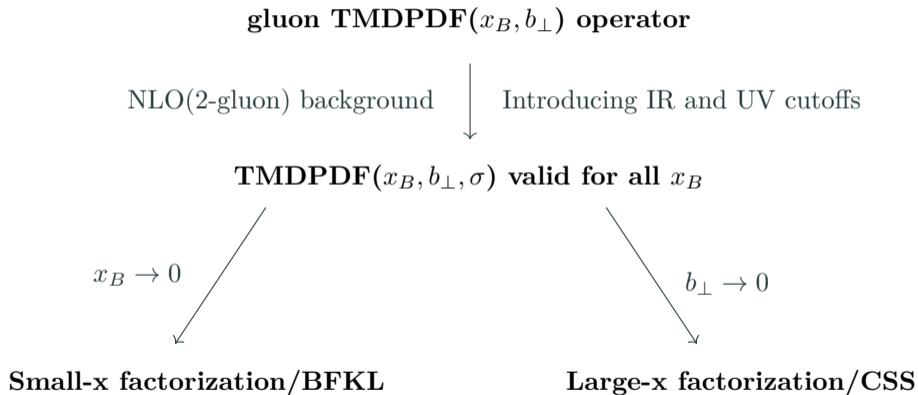 gluon TMDPDF(x_B, b_⊥) operator
NLO(2-gluon) background
Introducing IR and UV cutoffs
TMDPDF(x_B, b_⊥, σ) valid for all x_B
x_B → 0
b_⊥ → 0
Small-x factorization/BFKL
Large-x factorization/CSS